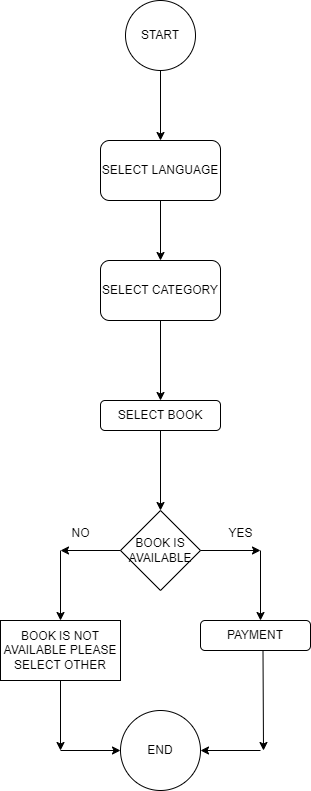 START
SELECT LANGUAGE
SELECT CATEGORY
SELECT BOOK
BOOK IS
AVAILABLE
NO
YES
BOOK IS NOT
AVAILABLE PLEASE
SELECT OTHER
PAYMENT
END